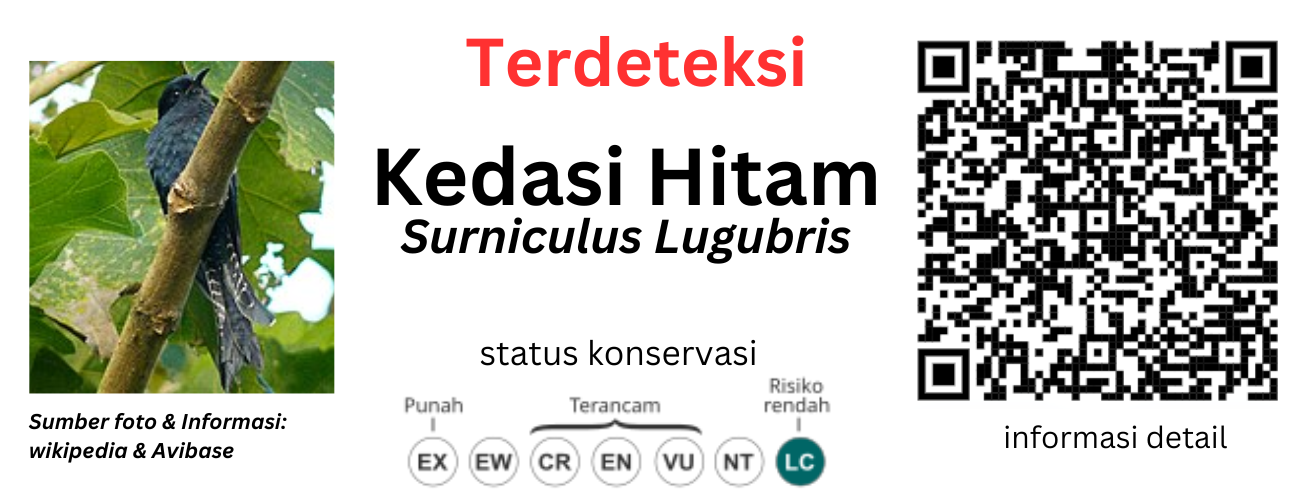 Terdeteksi
Kedasi Hitam
Surniculus Lugubris
status konservasi
Punah
Terancam
Risiko
rendah
EX EW CR EN VU NT LC
Sumber foto & Informasi:
wikipedia & Avibase
informasi detail